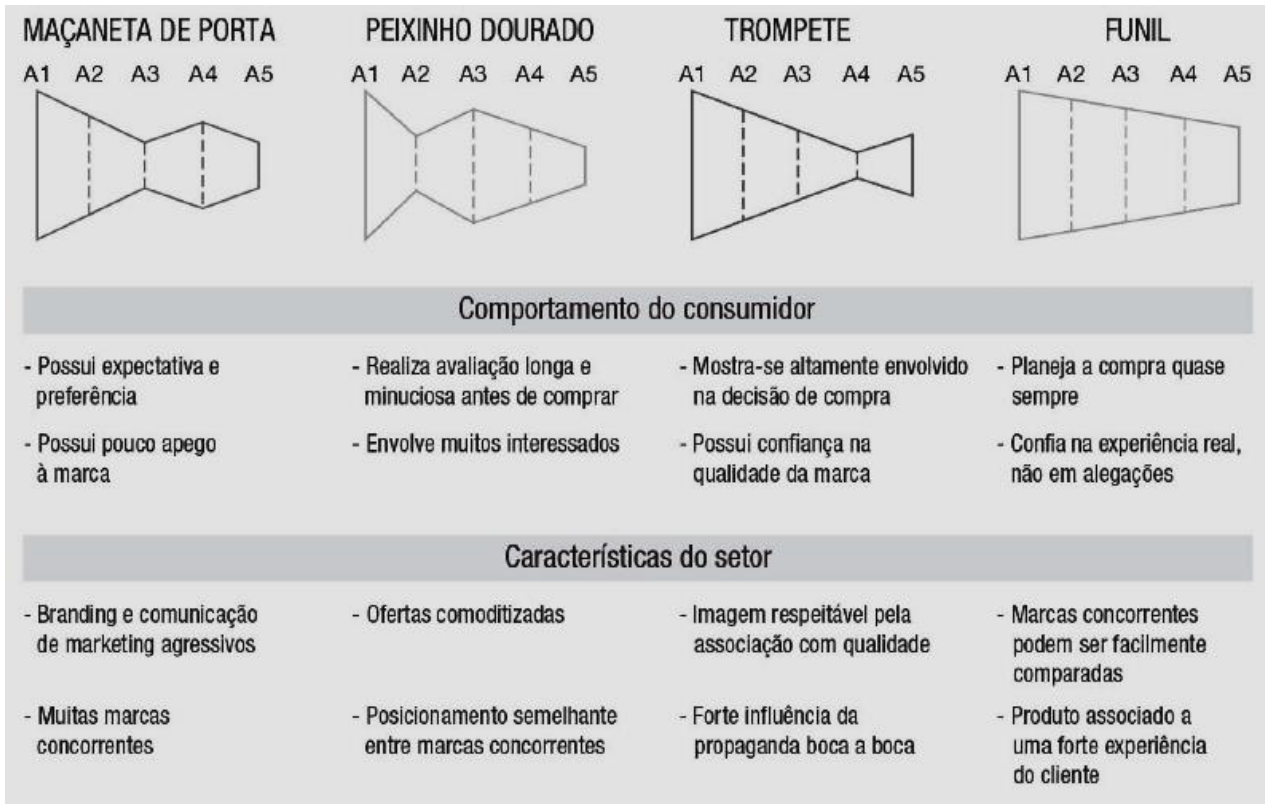 MAÇANETA DE PORTA
A1 A2 A3 A4 A5
PEIXINHO DOURADO
A1 A2 A3 A4 A5
TROMPETE
A1 A2 A3 A4 A5
FUNIL
A1 A2 A3 A4 A5
Comportamento do consumidor
- Possui expectativa e
preferência
- Possui pouco apego
à marca
- Realiza avaliação longa e
minuciosa antes de comprar
- Envolve muitos interessados
- Mostra-se altamente envolvido
na decisão de compra
- Possui confiança na
qualidade da marca
- Planeja a compra quase
sempre
- Confia na experiência real,
não em alegações
Características do setor
- Branding e comunicação
de marketing agressivos
- Muitas marcas
concorrentes
- Ofertas comoditizadas
- Posicionamento semelhante
entre marcas concorrentes
- Imagem respeitável pela
associação com qualidade
- Forte influência da
propaganda boca a boca
- Marcas concorrentes
podem ser facilmente
comparadas
- Produto associado a
uma forte experiência
do cliente